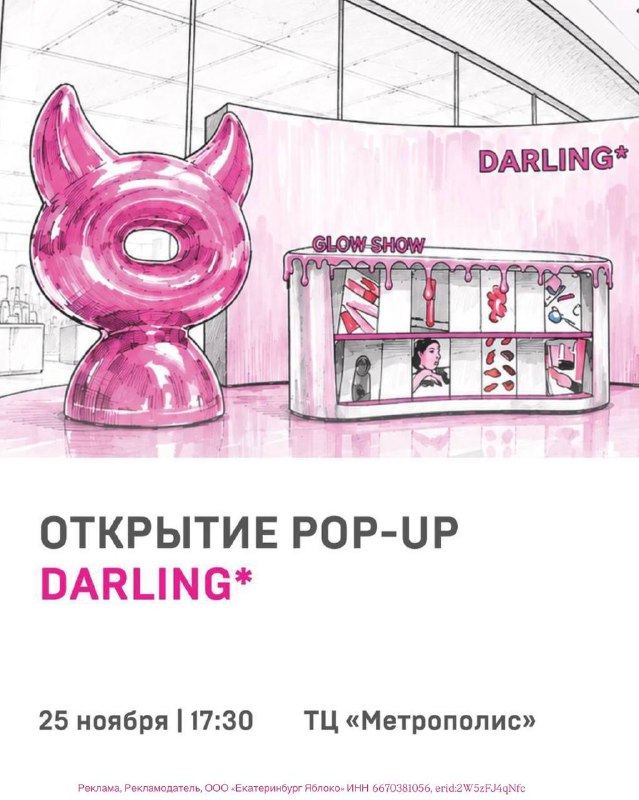 DARLING*
GLOW SHOW
ОТКРЫТИЕ POP-UP
DARLING*
25 ноября | 17:30 ТЦ «Метрополис»
Реклама, Рекламодатель, ООО «Екатеринбург Яблоко» ИНН 6670381056, erid:2W5zFJ4qNfc